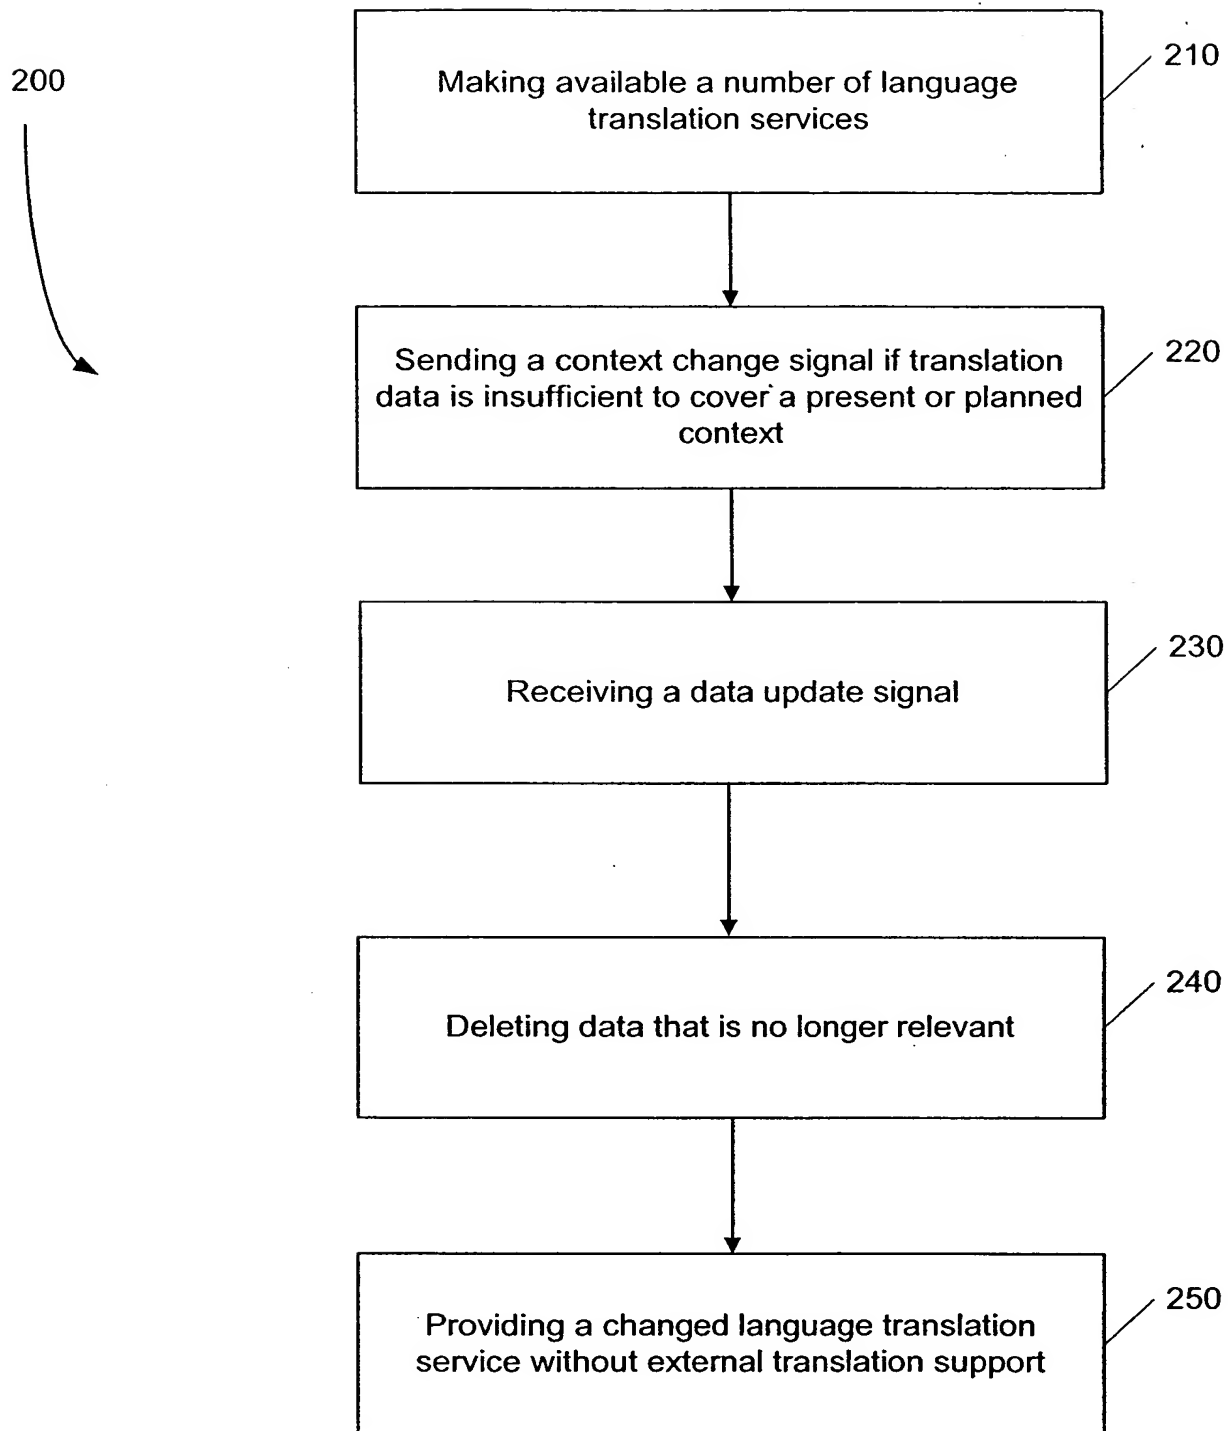 210
200
Making available a number of language
translation services
220
Sending a context change signal if translation
data is insufficient to cover a present or planned
context
230
Receiving a data update signal
240
Deleting data that is no longer relevant
250
Providing a changed language translation
service without external translation support